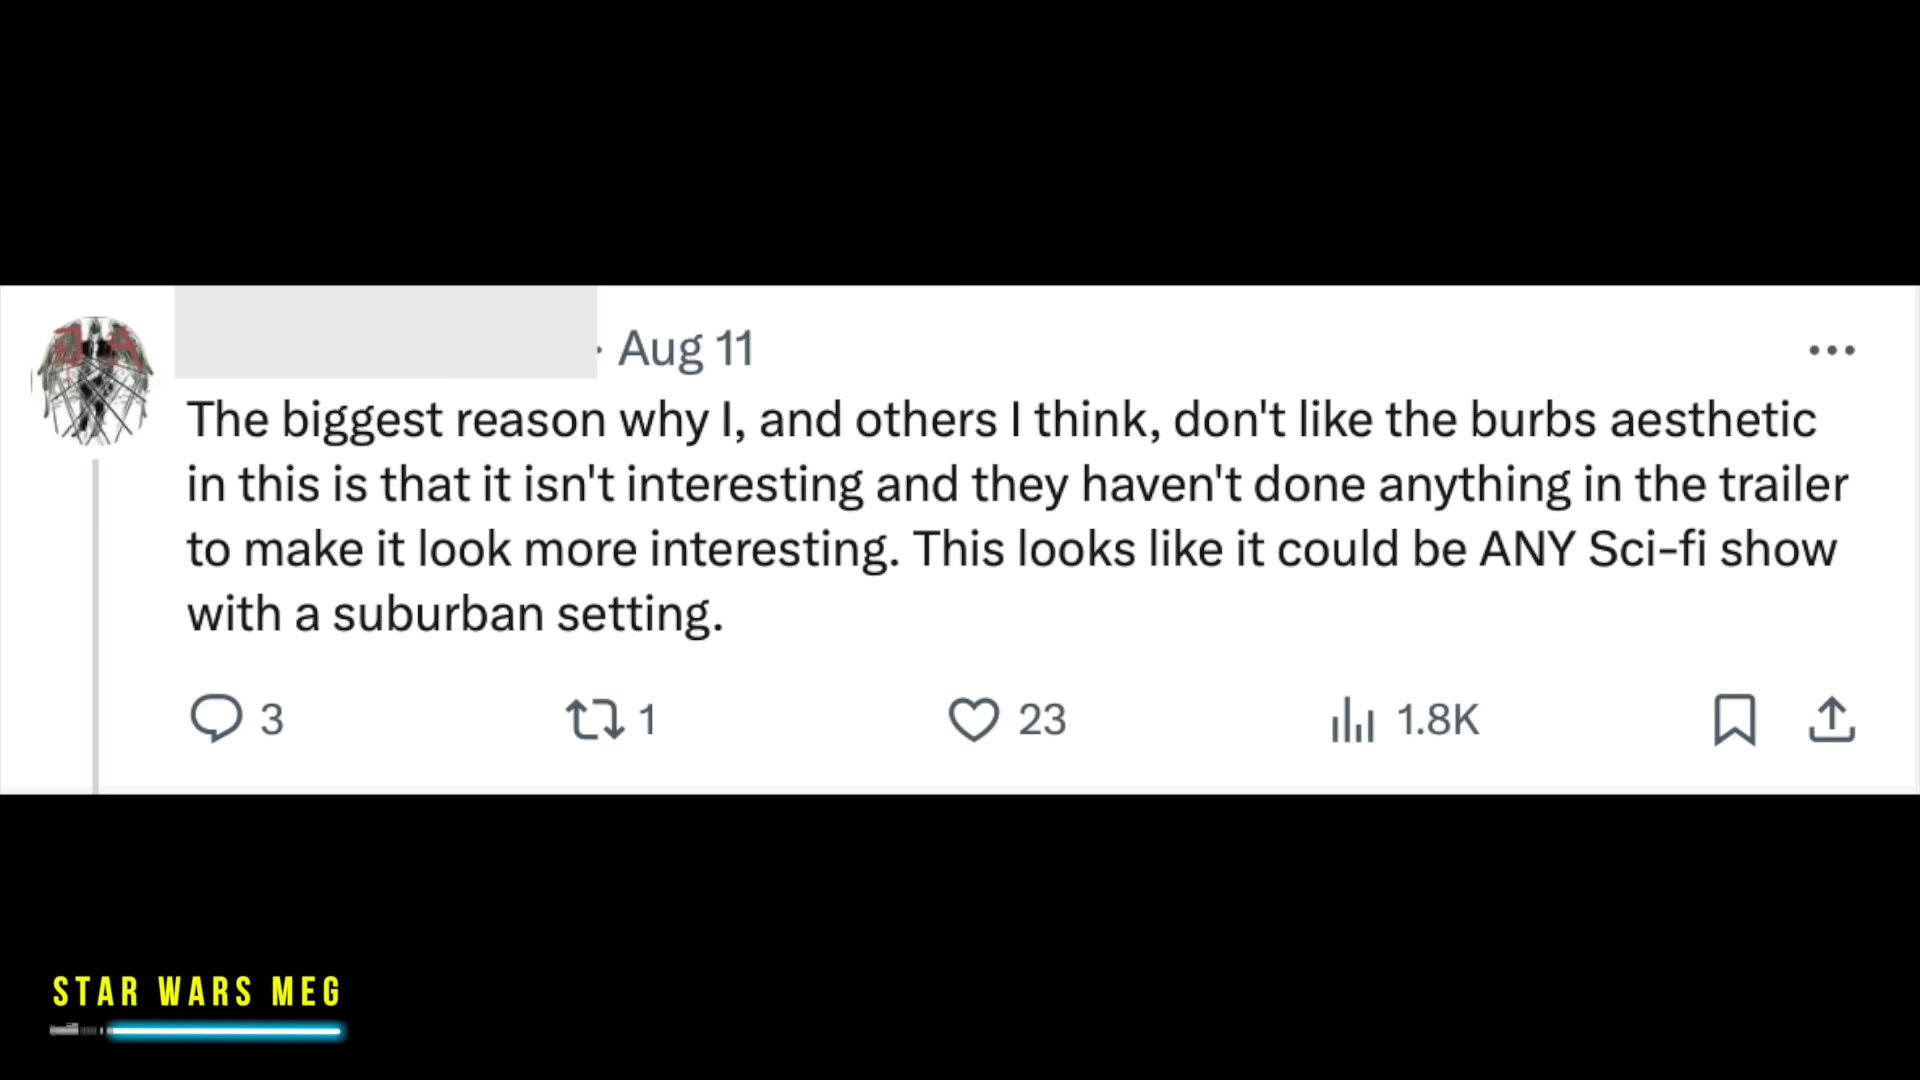 · Aug 11
The biggest reason why I, and others I think, don't like the burbs aesthetic
in this is that it isn't interesting and they haven't done anything in the trailer
to make it look more interesting. This looks like it could be ANY Sci-fi show
with a suburban setting.
3 1 23 1.8K
STAR WARS MEG